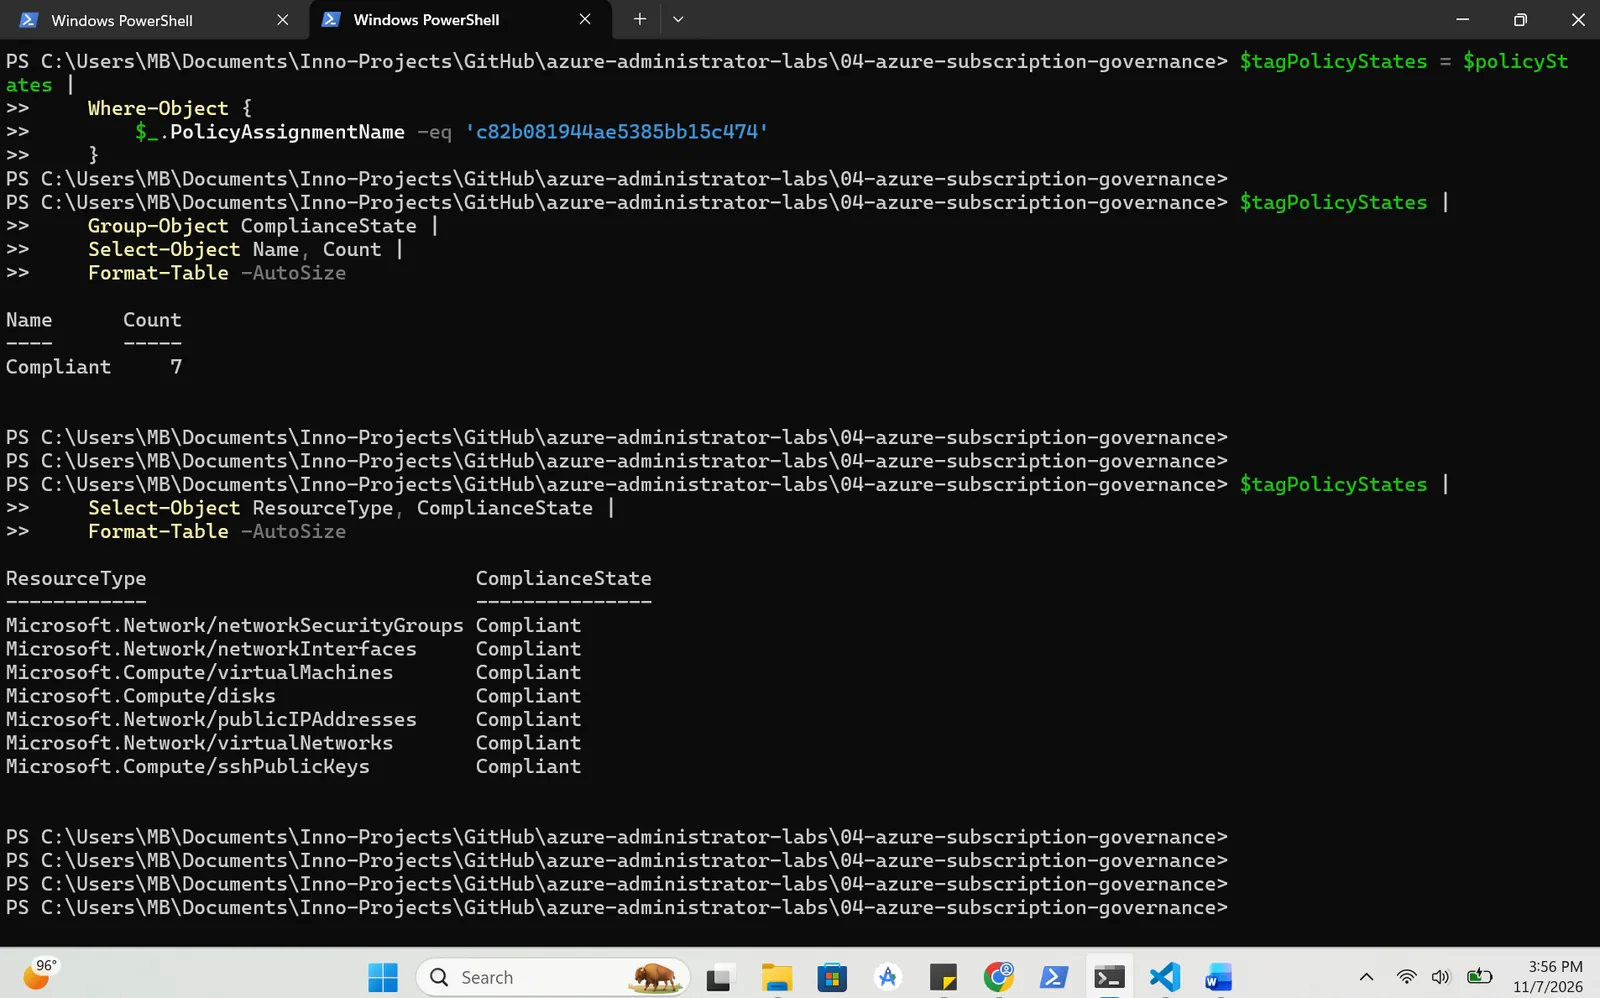 Windows PowerShell
Windows PowerShell
PS C:\Users\MB\Documents\Inno-Projects\GitHub\azure-administrator-labs\04-azure-subscription-governance> $tagPolicyStates = $policySt
ates |
>>     Where-Object {
>>         $_.PolicyAssignmentName -eq 'c82b081944ae5385bb15c474'
>>     }
PS C:\Users\MB\Documents\Inno-Projects\GitHub\azure-administrator-labs\04-azure-subscription-governance>
PS C:\Users\MB\Documents\Inno-Projects\GitHub\azure-administrator-labs\04-azure-subscription-governance> $tagPolicyStates |
>>     Group-Object ComplianceState |
>>     Select-Object Name, Count |
>>     Format-Table -AutoSize
Name      Count
----      -----
Compliant     7
PS C:\Users\MB\Documents\Inno-Projects\GitHub\azure-administrator-labs\04-azure-subscription-governance>
PS C:\Users\MB\Documents\Inno-Projects\GitHub\azure-administrator-labs\04-azure-subscription-governance>
PS C:\Users\MB\Documents\Inno-Projects\GitHub\azure-administrator-labs\04-azure-subscription-governance> $tagPolicyStates |
>>     Select-Object ResourceType, ComplianceState |
>>     Format-Table -AutoSize
ResourceType                            ComplianceState
------------                            ---------------
Microsoft.Network/networkSecurityGroups Compliant
Microsoft.Network/networkInterfaces     Compliant
Microsoft.Compute/virtualMachines       Compliant
Microsoft.Compute/disks                 Compliant
Microsoft.Network/publicIPAddresses     Compliant
Microsoft.Network/virtualNetworks       Compliant
Microsoft.Compute/sshPublicKeys         Compliant
PS C:\Users\MB\Documents\Inno-Projects\GitHub\azure-administrator-labs\04-azure-subscription-governance>
PS C:\Users\MB\Documents\Inno-Projects\GitHub\azure-administrator-labs\04-azure-subscription-governance>
PS C:\Users\MB\Documents\Inno-Projects\GitHub\azure-administrator-labs\04-azure-subscription-governance>
PS C:\Users\MB\Documents\Inno-Projects\GitHub\azure-administrator-labs\04-azure-subscription-governance>
96°
Search
3:56 PM
11/7/2026